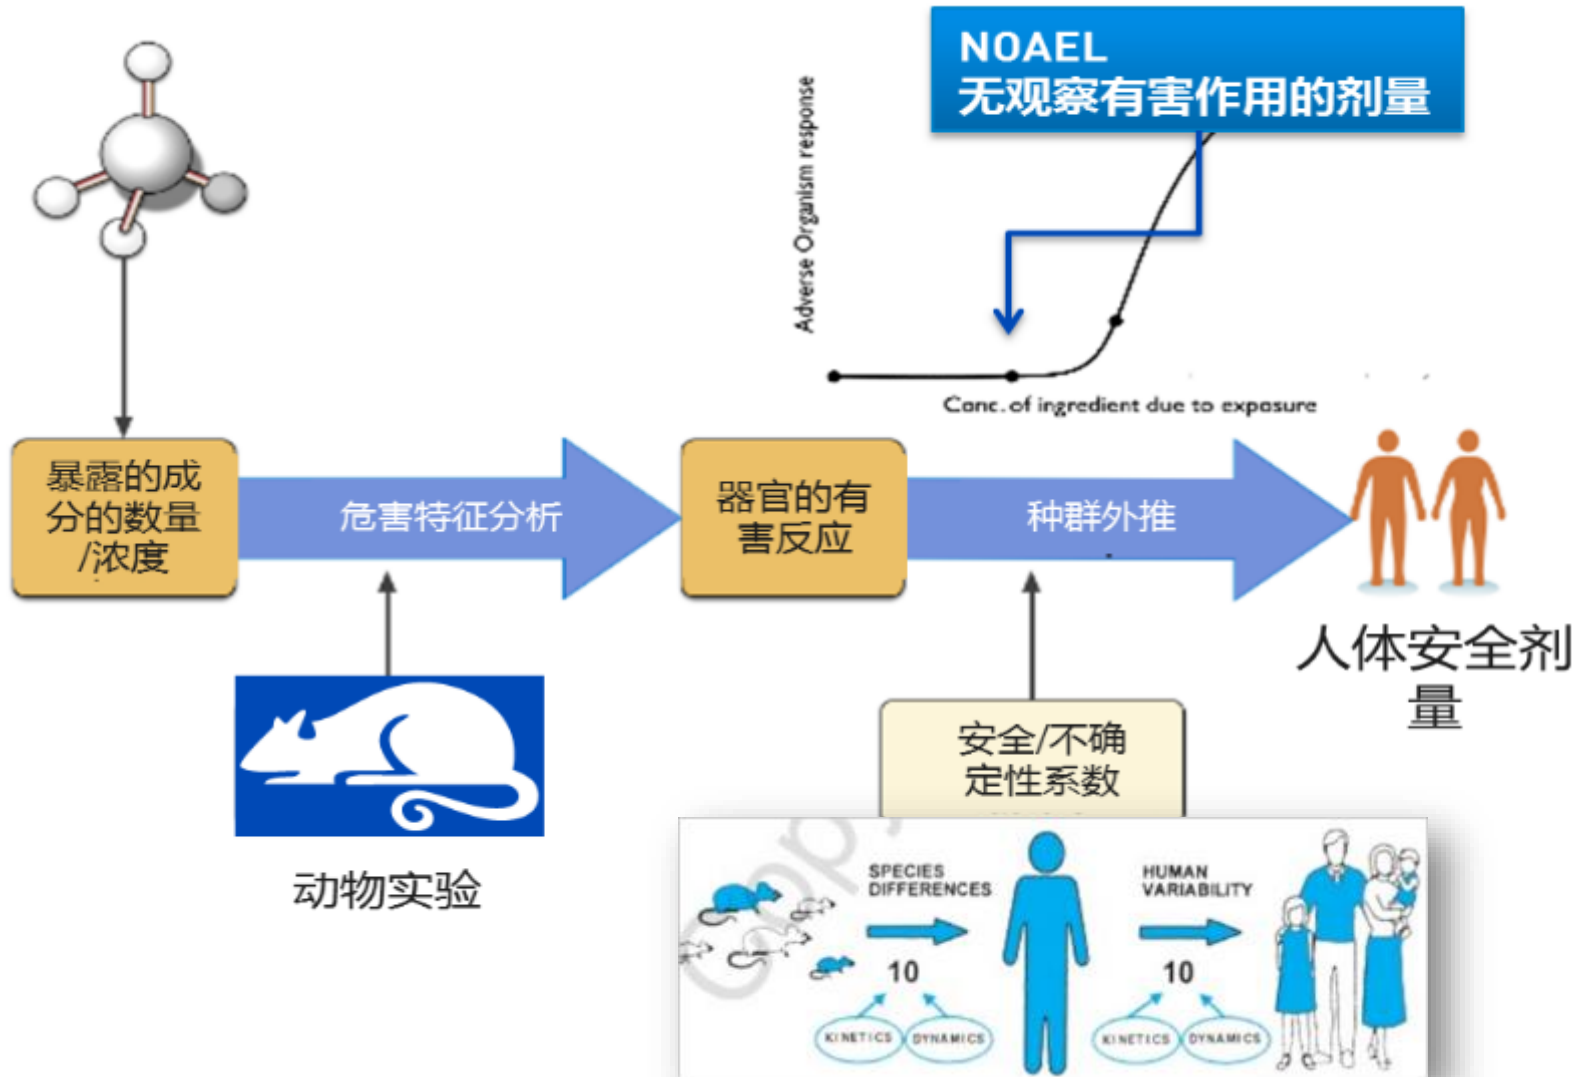 NOAEL
无观察有害作用的剂量
Adverse Organism response
Conc. of ingredient due to exposure
暴露的成
分的数量
/浓度
危害特征分析
器官的有
害反应
种群外推
人体安全剂
量
安全/不确
定性系数
动物实验
SPECIES
DIFFERENCES
10
KINETICS
DYNAMICS
HUMAN
VARIABILITY
10
KINETICS
DYNAMICS